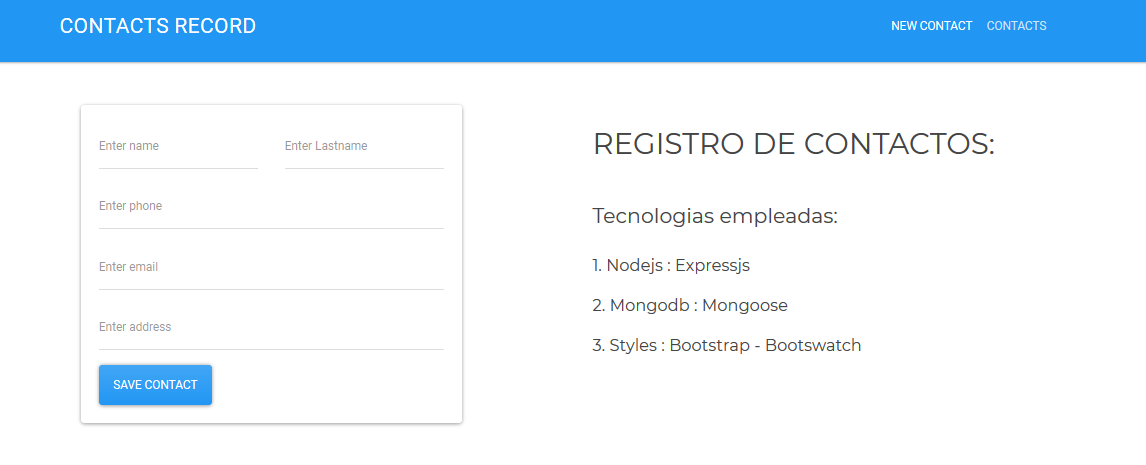 CONTACTS RECORD
NEW CONTACT CONTACTS
Enter name Enter Lastname
Enter phone
Enter email
Enter address
SAVE CONTACT
REGISTRO DE CONTACTOS:
Tecnologias empleadas:
1. Nodejs : Expressjs
2. Mongodb : Mongoose
3. Styles : Bootstrap - Bootswatch